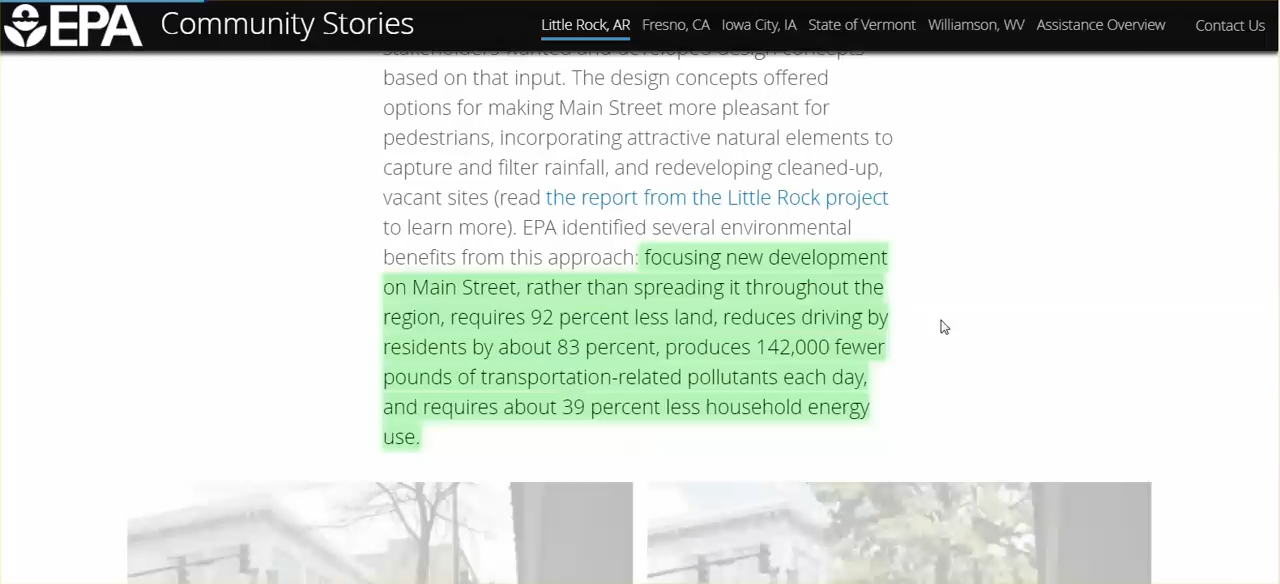 EPA Community Stories Little Rock, AR Fresno, CA Iowa City, IA State of Vermont Williamson, WV Assistance Overview Contact Us
stakeholders wanted and developed design concepts
based on that input. The design concepts offered
options for making Main Street more pleasant for
pedestrians, incorporating attractive natural elements to
capture and filter rainfall, and redeveloping cleaned-up,
vacant sites (read the report from the Little Rock project
to learn more). EPA identified several environmental
benefits from this approach: focusing new development
on Main Street, rather than spreading it throughout the
region, requires 92 percent less land, reduces driving by
residents by about 83 percent, produces 142,000 fewer
pounds of transportation-related pollutants each day,
and requires about 39 percent less household energy
use.